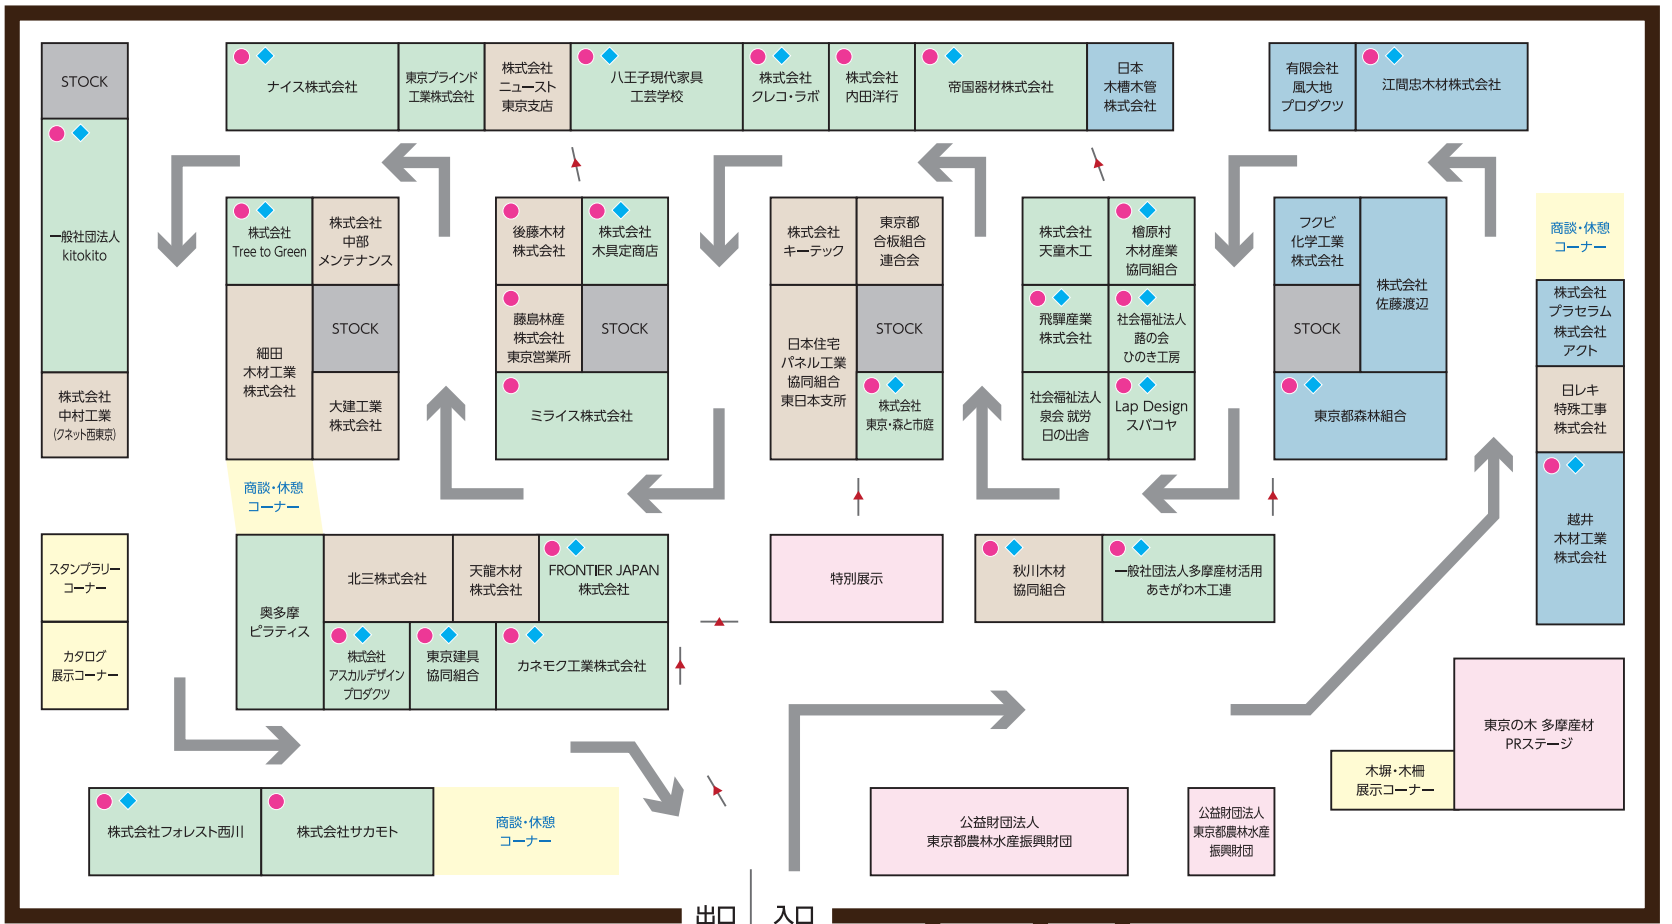 STOCK
ナイス株式会社
東京ブラインド
工業株式会社
株式会社
ニュースト
東京支店
八王子現代家具
工芸学校
株式会社
クレコ・ラボ
株式会社
内田洋行
帝国器材株式会社
日本
木槽木管
株式会社
有限会社
風大地
プロダクツ
江間忠木材株式会社
一般社団法人
kitokito
株式会社
中村工業
(クネット西東京)
株式会社
Tree to Green
株式会社
中部
メンテナンス
細田
木材工業
株式会社
STOCK
大建工業
株式会社
商談・休憩
コーナー
後藤木材
株式会社
株式会社
木具定商店
藤島林産
株式会社
東京営業所
STOCK
ミライス株式会社
株式会社
キーテック
東京都
合板組合
連合会
日本住宅
パネル工業
協同組合
東日本支所
STOCK
株式会社
東京・森と市庭
株式会社
天童木工
檜原村
木材産業
協同組合
飛騨産業
株式会社
社会福祉法人
蕗の会
ひのき工房
社会福祉法人
泉会 就労
日の出舎
Lap Design
スバコヤ
フクビ
化学工業
株式会社
株式会社
佐藤渡辺
STOCK
東京都森林組合
商談・休憩
コーナー
株式会社
プラセラム
株式会社
アクト
日レキ
特殊工事
株式会社
越井
木材工業
株式会社
スタンプラリー
コーナー
カタログ
展示コーナー
奥多摩
ピラティス
北三株式会社
天龍木材
株式会社
FRONTIER JAPAN
株式会社
株式会社
アスカルデザイン
プロダクツ
東京建具
協同組合
カネモク工業株式会社
特別展示
秋川木材
協同組合
一般社団法人多摩産材活用
あきがわ木工連
東京の木 多摩産材
PRステージ
木塀・木柵
展示コーナー
株式会社フォレスト西川
株式会社サカモト
商談・休憩
コーナー
公益財団法人
東京都農林水産振興財団
公益財団法人
東京都農林水産
振興財団
出口
入口